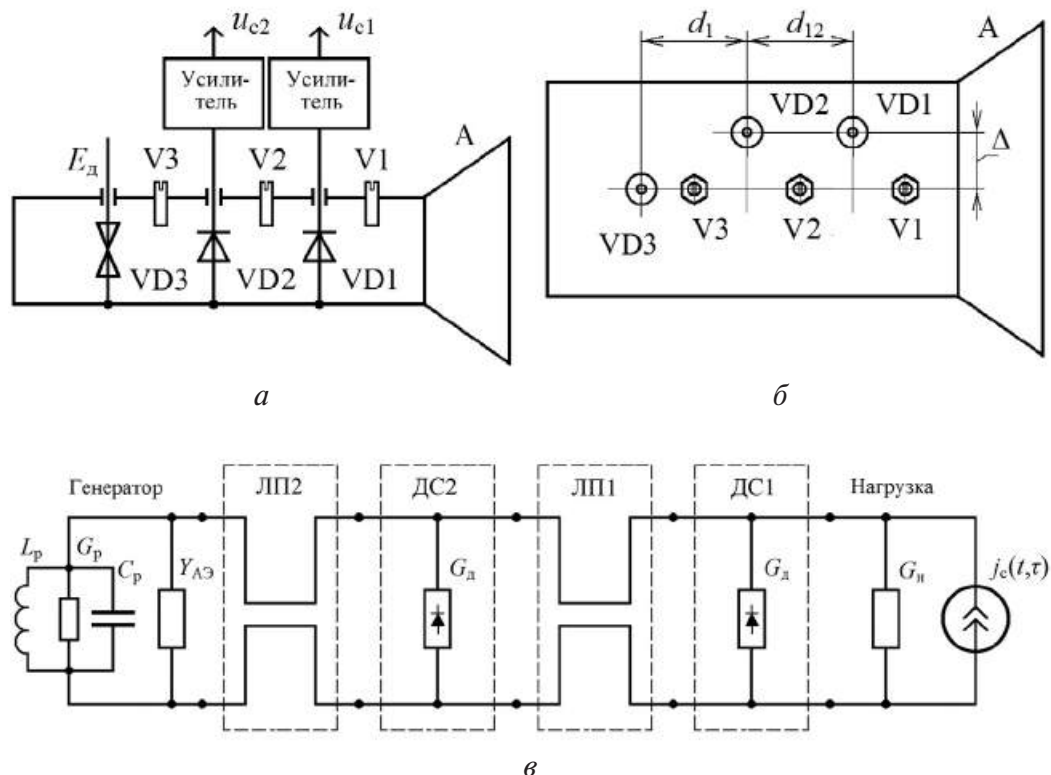 u_c2 u_c1
Усили-
тель
Усили-
тель
A
E_д V3 V2 V1
VD3 VD2 VD1
а
d_1 d_12
A
VD2 VD1
Δ
VD3 V3 V2 V1
б
Генератор ЛП2 ДС2 ЛП1 ДС1 Нагрузка
L_р G_р C_р Y_АЭ G_д G_д G_н j_c(t,τ)
в